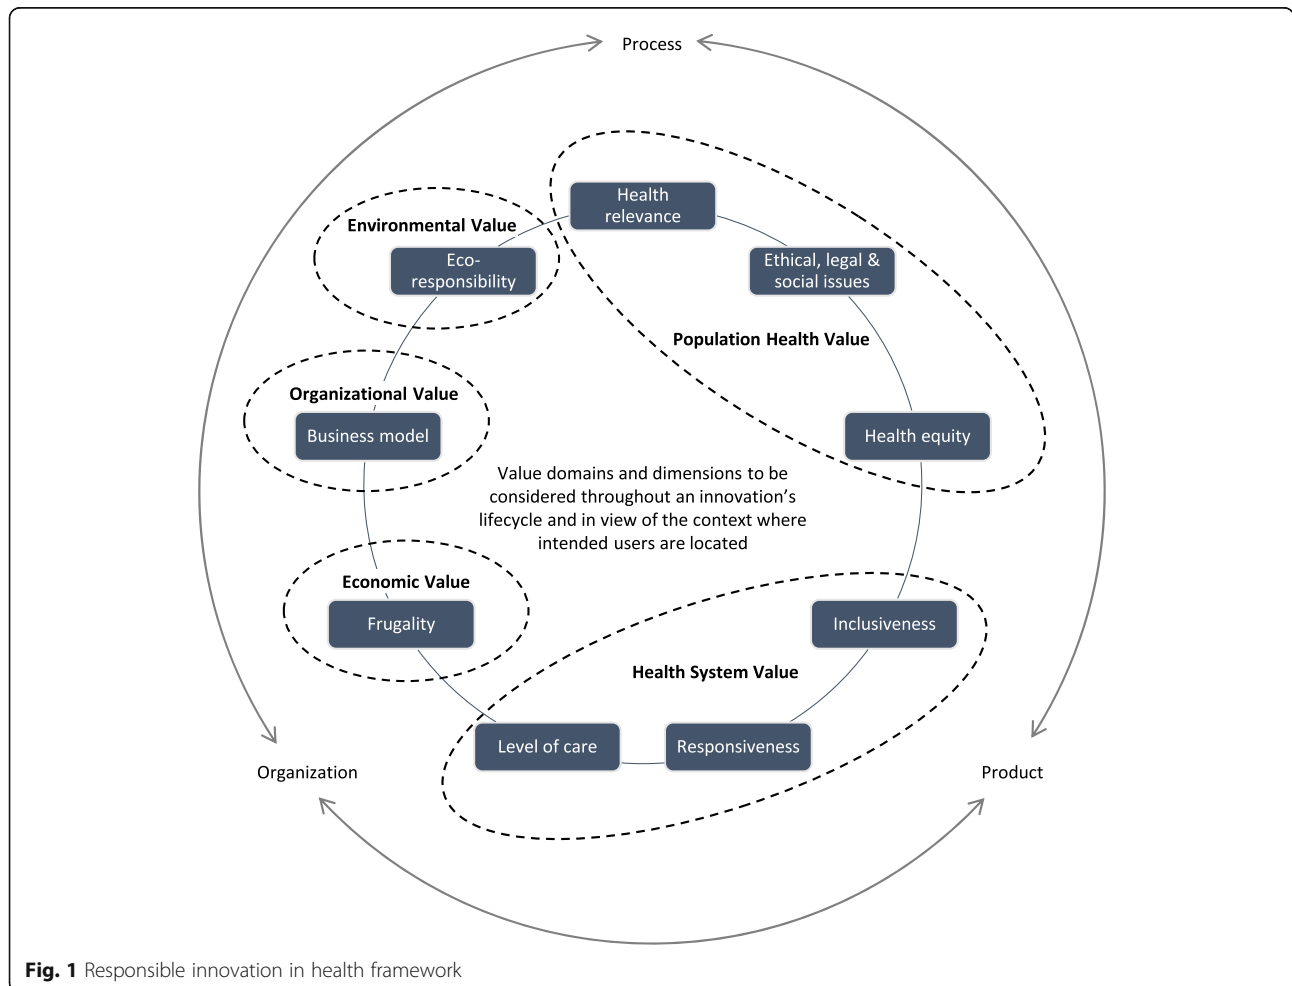 Process
Health
relevance
Environmental Value
Eco-
responsibility
Ethical, legal &
social issues
Population Health Value
Organizational Value
Business model
Health equity
Value domains and dimensions to be
considered throughout an innovation’s
lifecycle and in view of the context where
intended users are located
Economic Value
Frugality
Inclusiveness
Health System Value
Level of care
Responsiveness
Organization
Product
Fig. 1 Responsible innovation in health framework